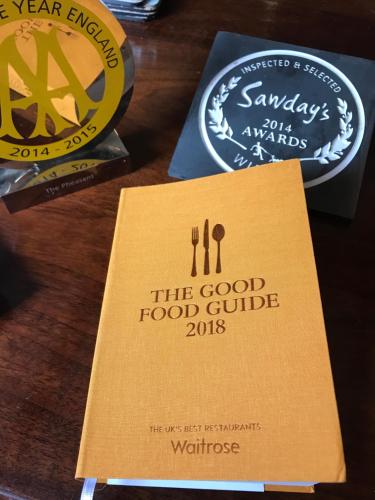 E YEAR ENGLAND
AA
2014 - 2015
The Pheasant
INSPECTED & SELECTED
Sawday's
2014
AWARDS
THE GOOD
FOOD GUIDE
2018
THE UK'S BEST RESTAURANTS
Waitrose